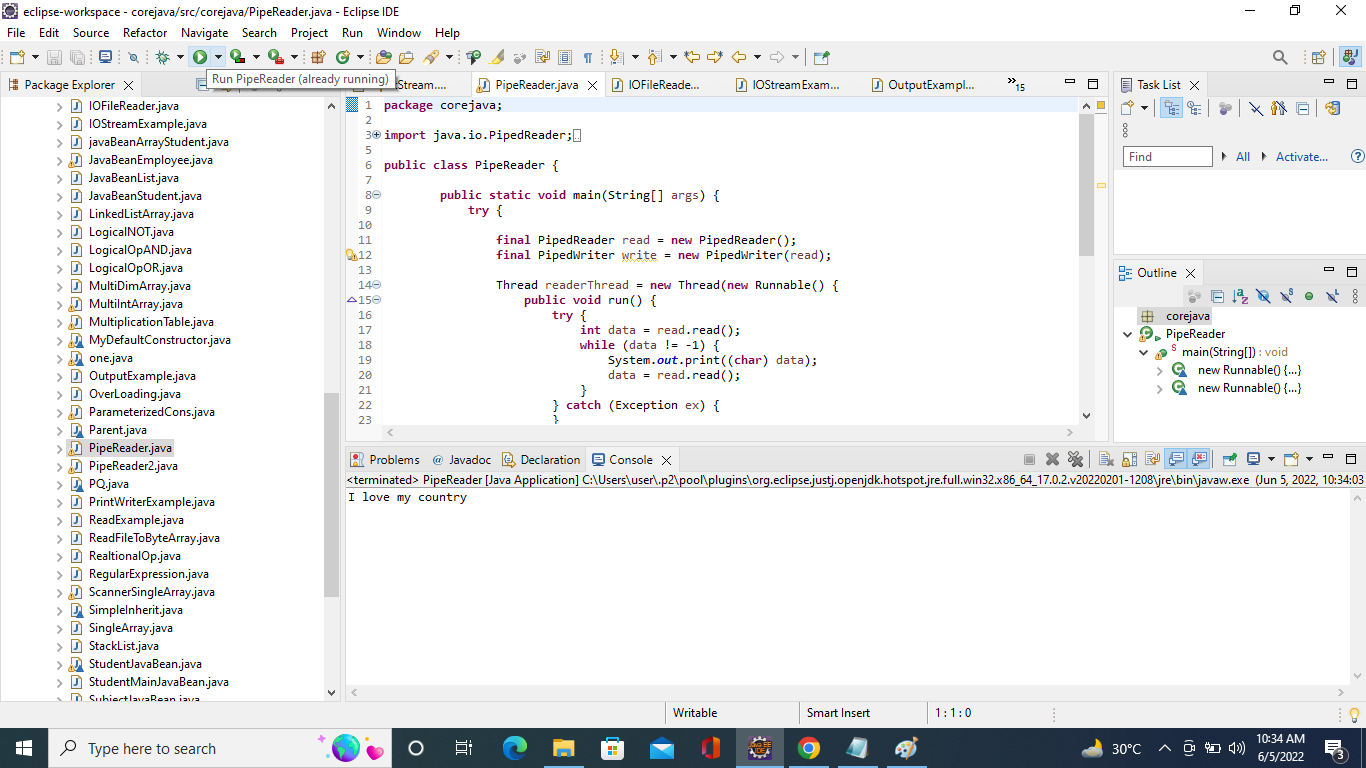 eclipse-workspace - corejava/src/corejava/PipeReader.java - Eclipse IDE
File Edit Source Refactor Navigate Search Project Run Window Help
Run PipeReader (already running)
Package Explorer
IOFileReader.java
IOStreamExample.java
javaBeanArrayStudent.java
JavaBeanEmployee.java
JavaBeanList.java
JavaBeanStudent.java
LinkedListArray.java
LogicalNOT.java
LogicalOpAND.java
LogicalOpOR.java
MultiDimArray.java
MultiIntArray.java
MultiplicationTable.java
MyDefaultConstructor.java
one.java
OutputExample.java
OverLoading.java
ParameterizedCons.java
Parent.java
PipeReader.java
PipeReader2.java
PQ.java
PrintWriterExample.java
ReadExample.java
ReadFileToByteArray.java
RealtionalOp.java
RegularExpression.java
ScannerSingleArray.java
SimpleInherit.java
SingleArray.java
StackList.java
StudentJavaBean.java
StudentMainJavaBean.java
SubjectJavaBean.java
Stream.... PipeReader.java IOFileReade... IOStreamExam... OutputExampl... »15
1 package corejava;
2
3 import java.io.PipedReader;
5
6 public class PipeReader {
7
8 public static void main(String[] args) {
9 try {
10
11 final PipedReader read = new PipedReader();
12 final PipedWriter write = new PipedWriter(read);
13
14 Thread readerThread = new Thread(new Runnable() {
15 public void run() {
16 try {
17 int data = read.read();
18 while (data != -1) {
19 System.out.print((char) data);
20 data = read.read();
21 }
22 } catch (Exception ex) {
23 }
Task List
Find All Activate...
Outline
corejava
PipeReader
main(String[]) : void
new Runnable() {...}
new Runnable() {...}
Problems @ Javadoc Declaration Console
<terminated> PipeReader [Java Application] C:\Users\user\.p2\pool\plugins\org.eclipse.justj.openjdk.hotspot.jre.full.win32.x86_64_17.0.2.v20220201-1208\jre\bin\javaw.exe (Jun 5, 2022, 10:34:03
I love my country
Writable Smart Insert 1 : 1 : 0
Type here to search
30°C
10:34 AM
6/5/2022
3